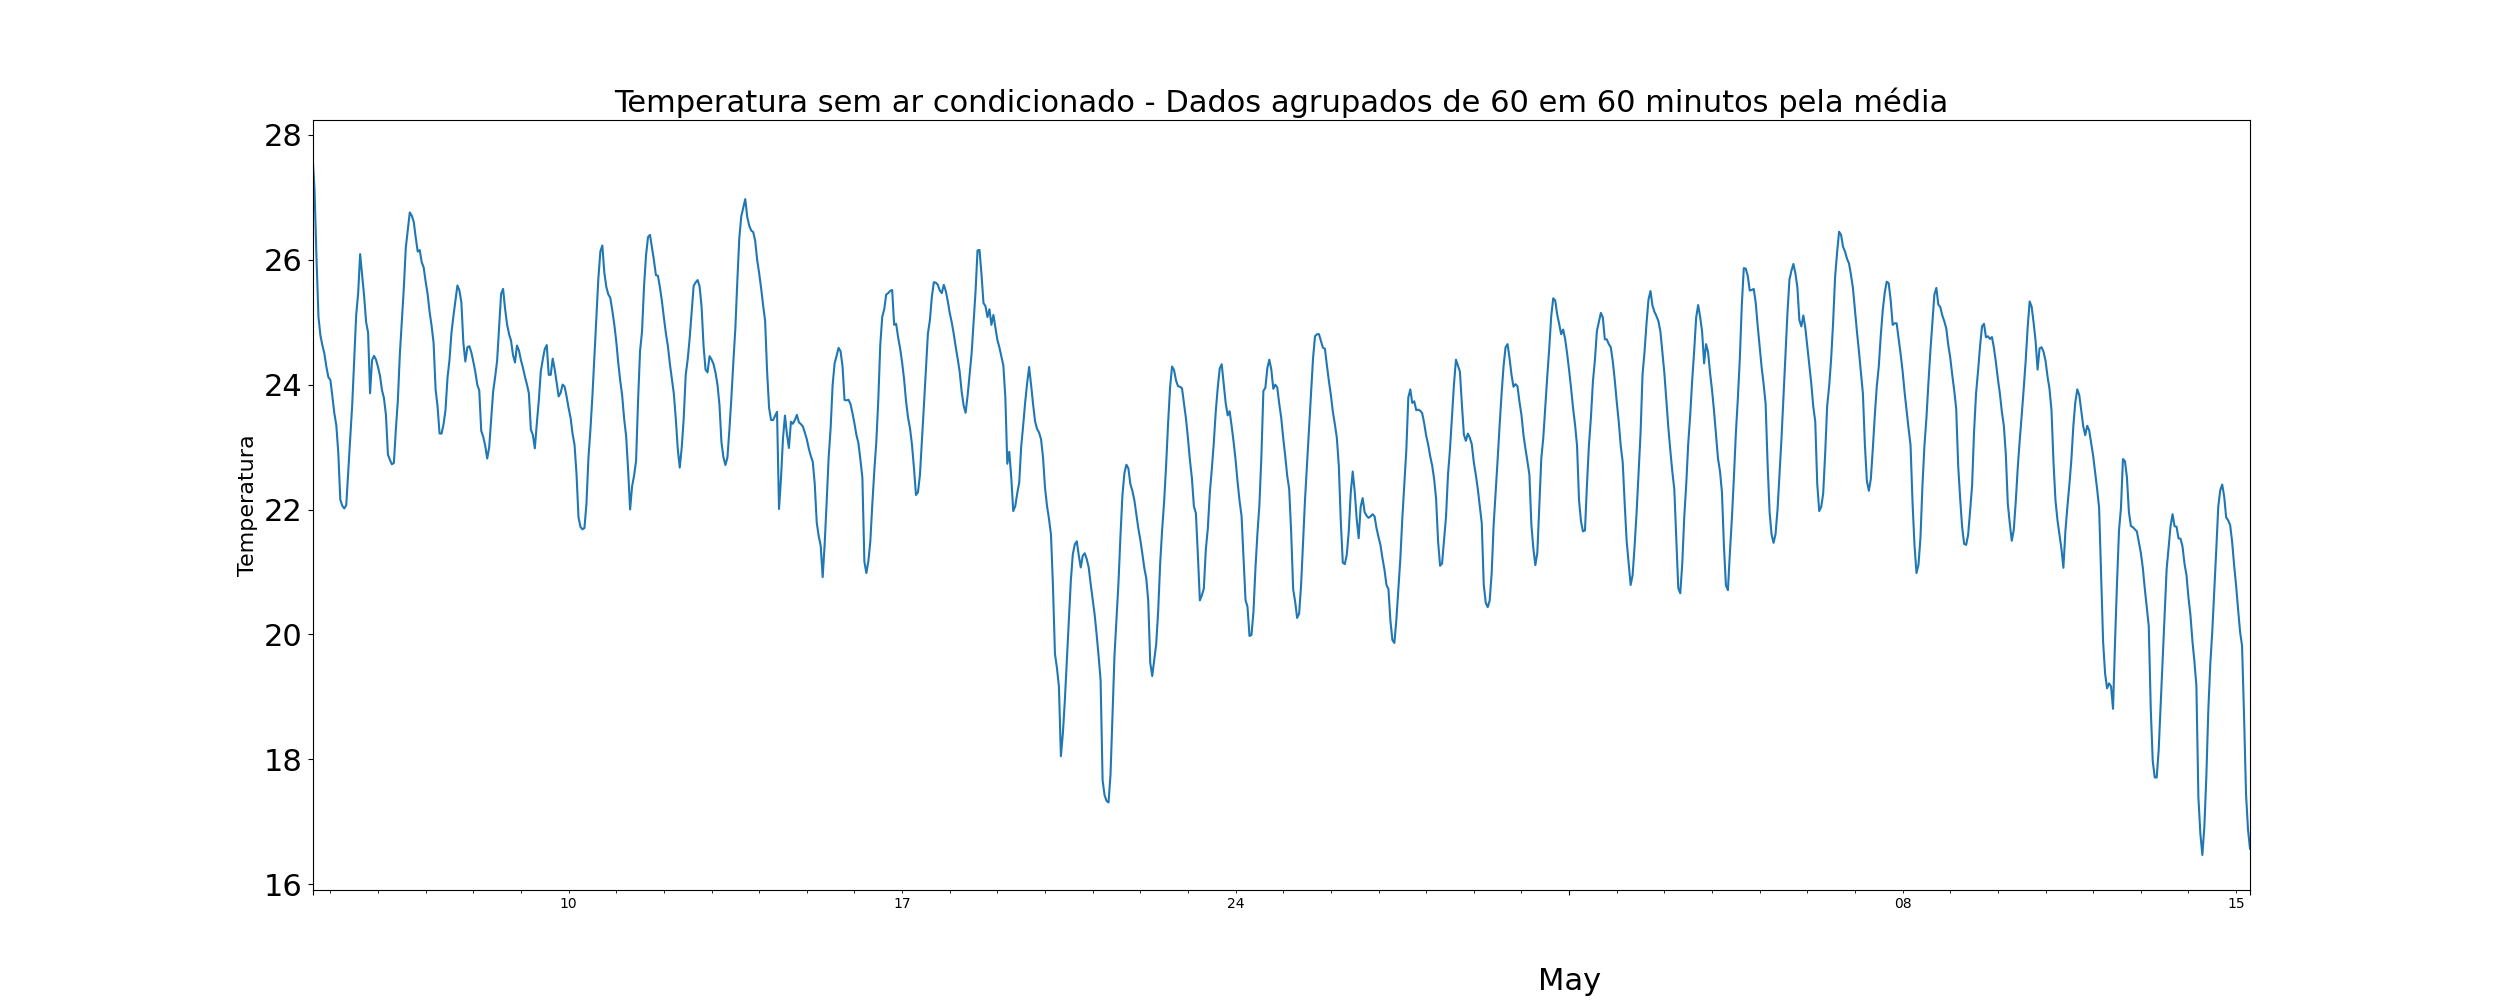 Temperatura sem ar condicionado - Dados agrupados de 60 em 60 minutos pela média
28
26
24
22
20
18
16
Temperatura
10 17 24 08 15
May